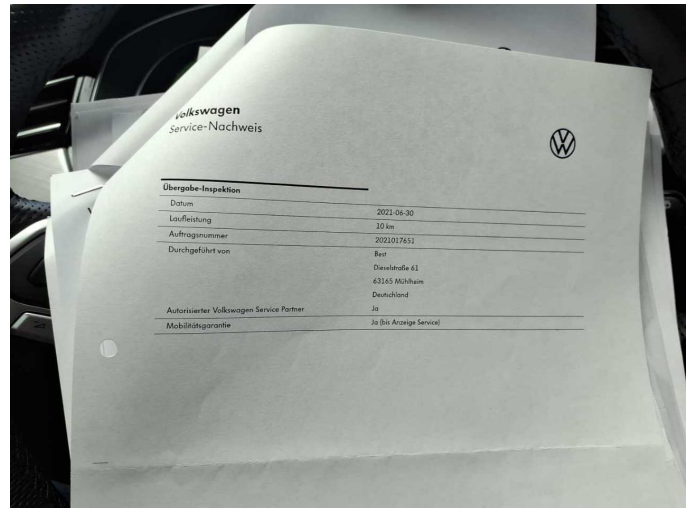 Volkswagen
Service-Nachweis
Übergabe-Inspektion
Datum 2021-06-30
Laufleistung 10 km
Auftragsnummer 2021017651
Durchgeführt von Best
Dieselstraße 61
63165 Mühlheim
Deutschland
Autorisierter Volkswagen Service Partner Ja
Mobilitätsgarantie Ja (bis Anzeige Service)